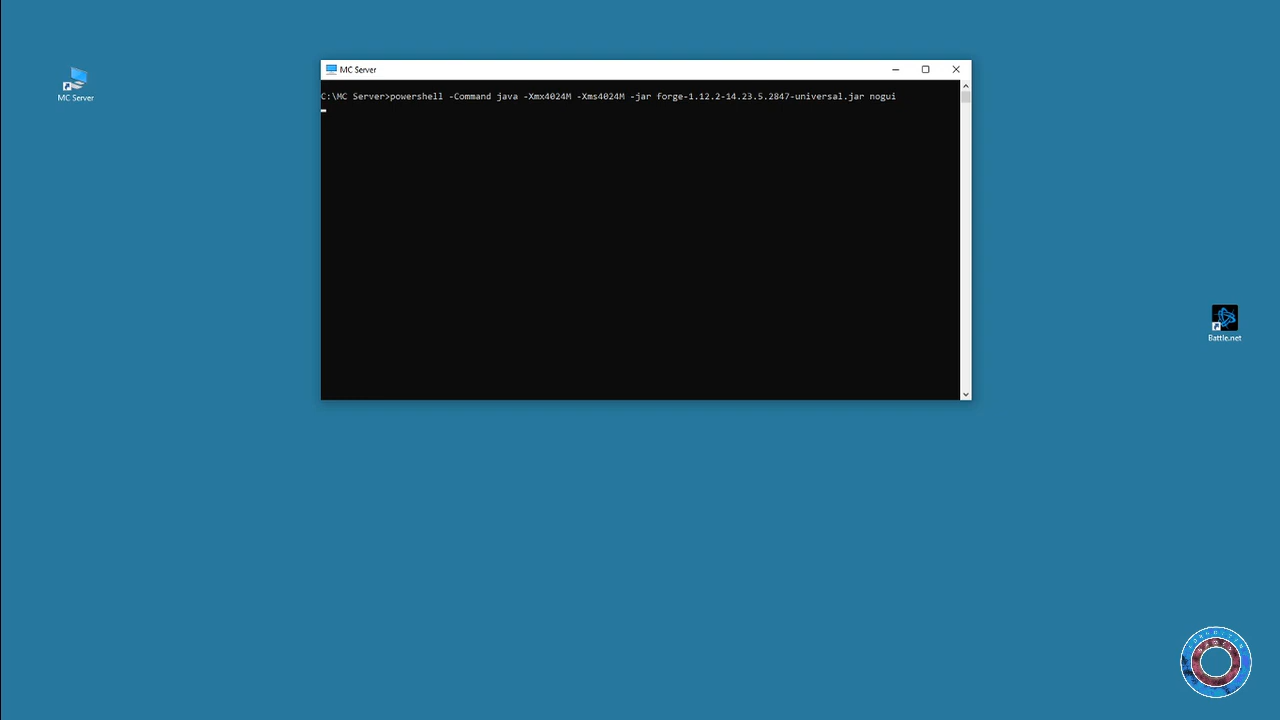 MC Server
MC Server
C:\MC Server>powershell -Command java -Xmx4024M -Xms4024M -jar forge-1.12.2-14.23.5.2847-universal.jar nogui
Battle.net